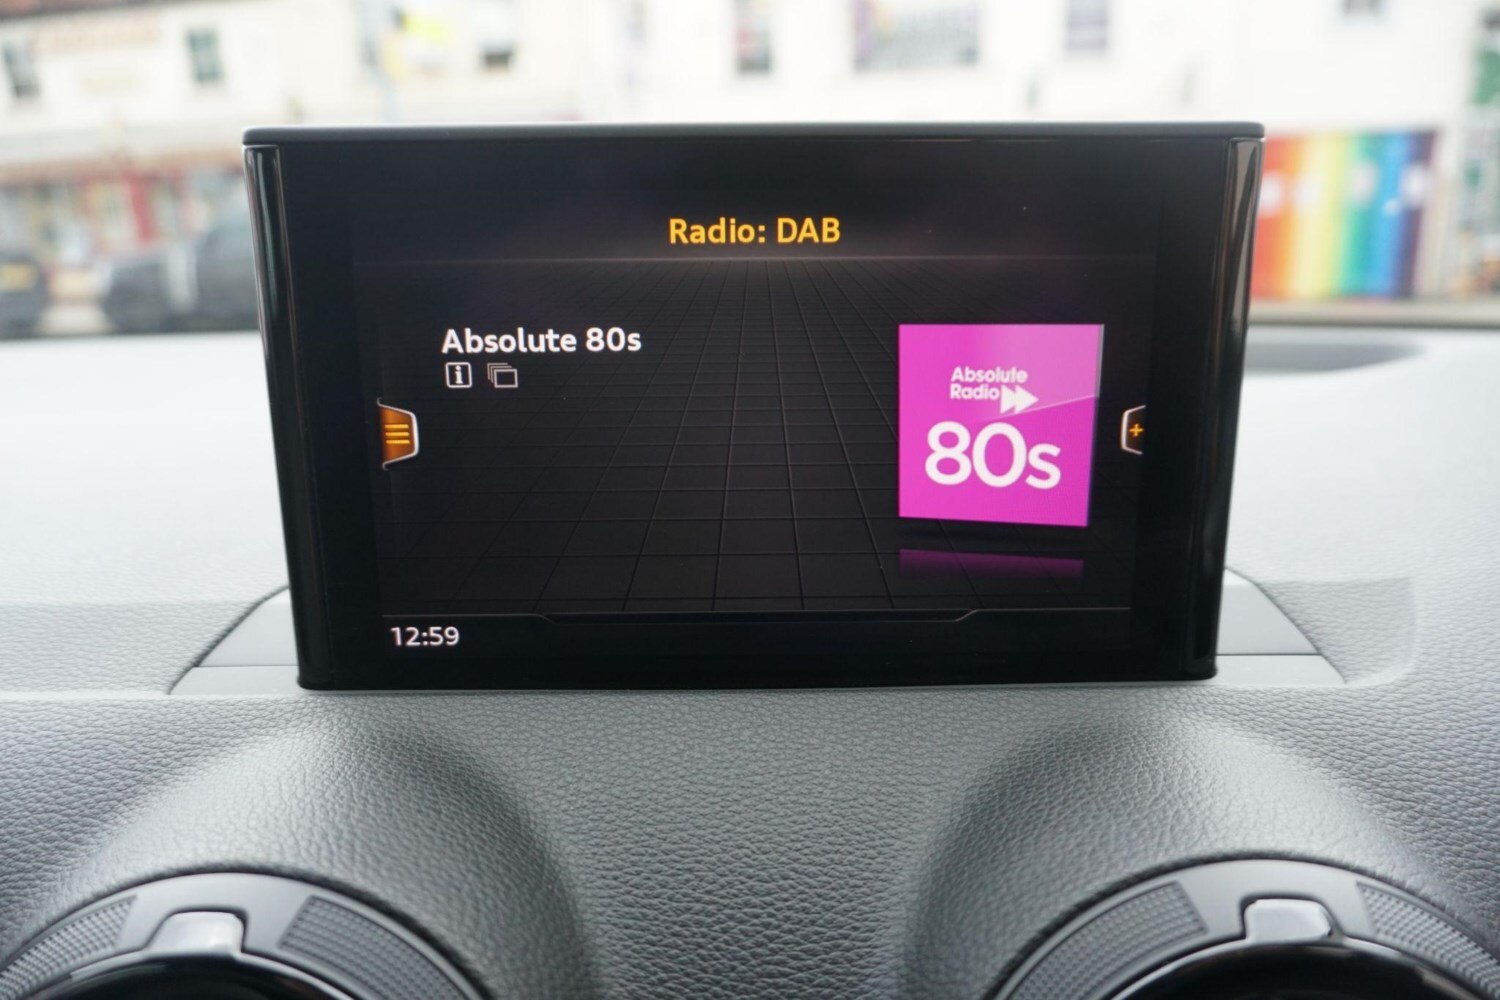 Radio: DAB
Absolute 80s
Absolute
Radio
80s
12:59